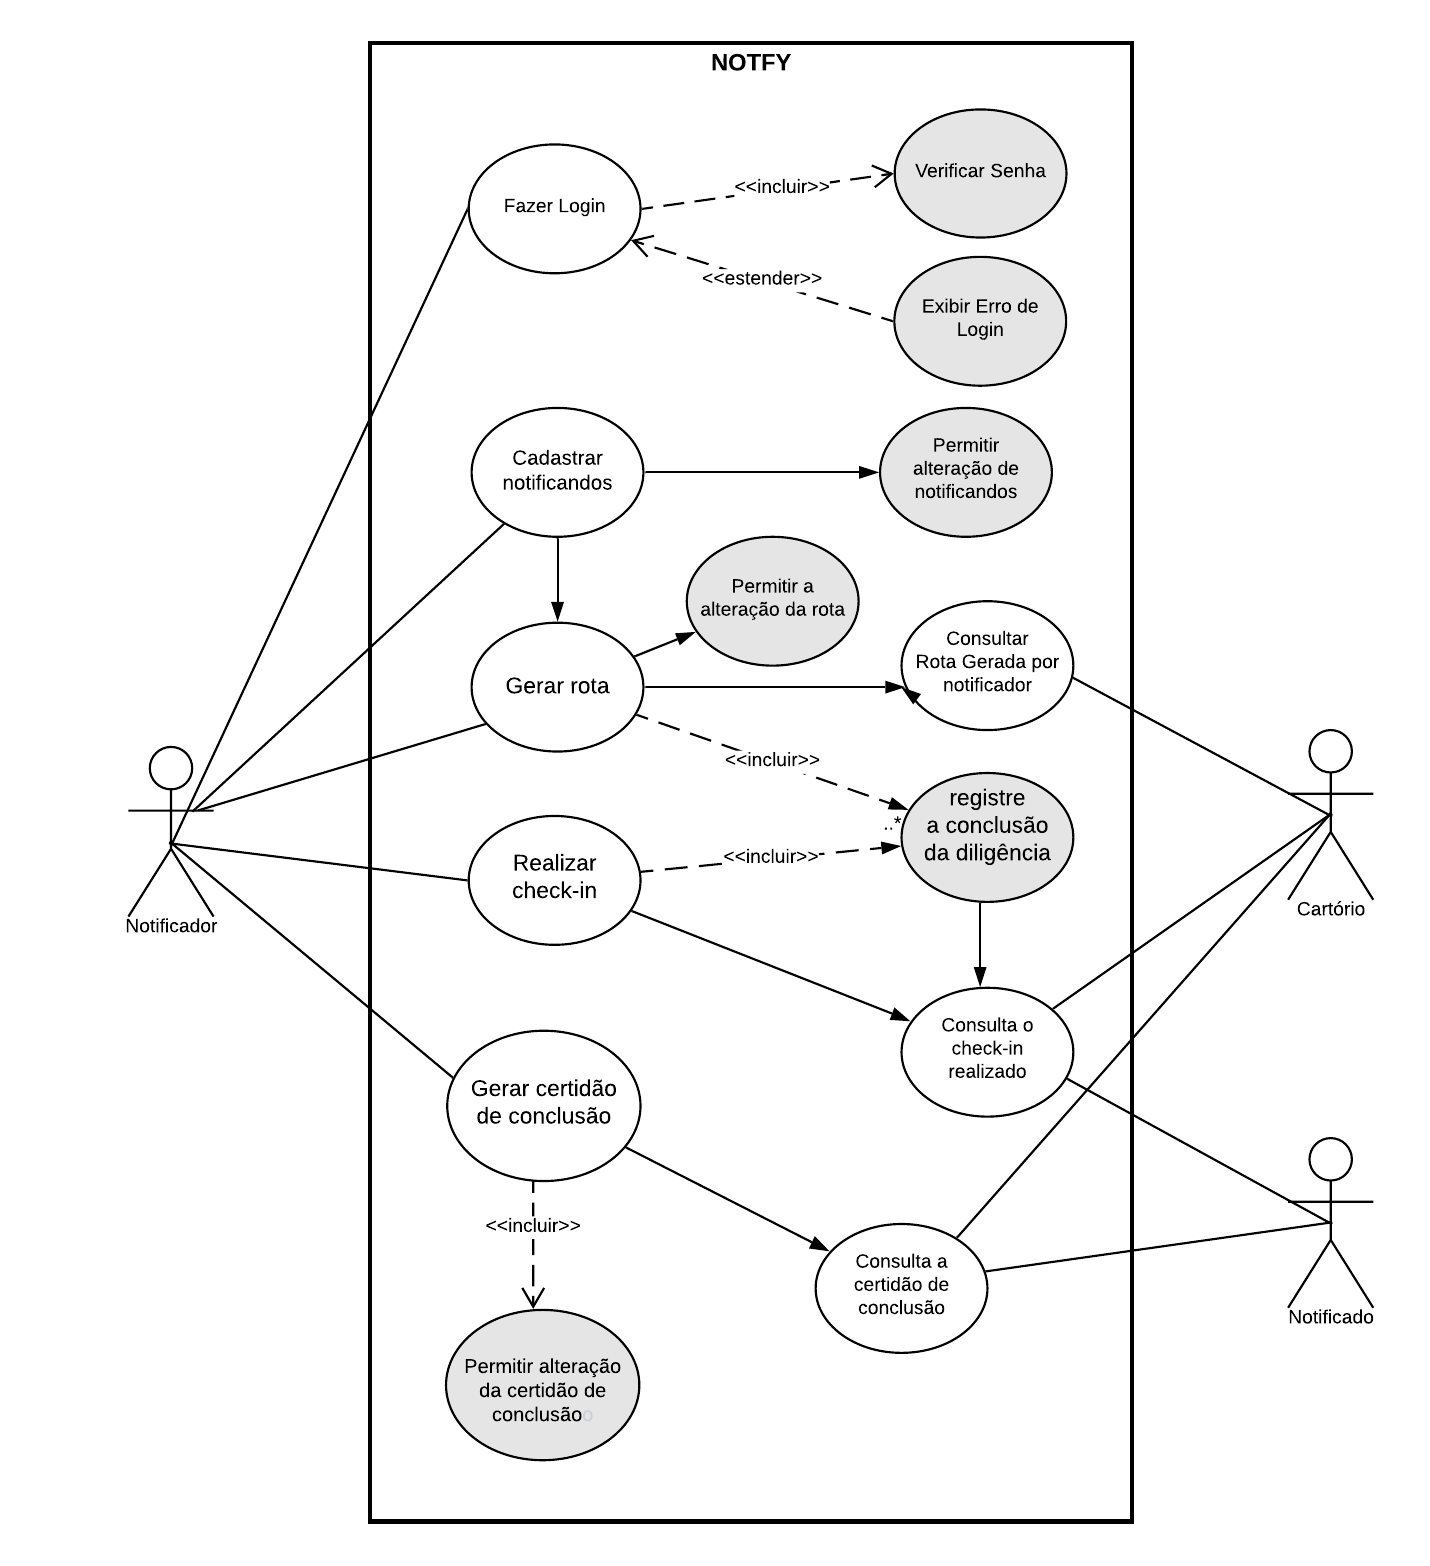 NOTFY
Fazer Login
<<incluir>>
Verificar Senha
<<estender>>
Exibir Erro de
Login
Cadastrar
notificandos
Permitir
alteração de
notificandos
Permitir a
alteração da rota
Gerar rota
Consultar
Rota Gerada por
notificador
<<incluir>>
registre
a conclusão
da diligência
..*
Realizar
check-in
<<incluir>>
Notificador
Cartório
Consulta o
check-in
realizado
Gerar certidão
de conclusão
<<incluir>>
Consulta a
certidão de
conclusão
Notificado
Permitir alteração
da certidão de
conclusãoo